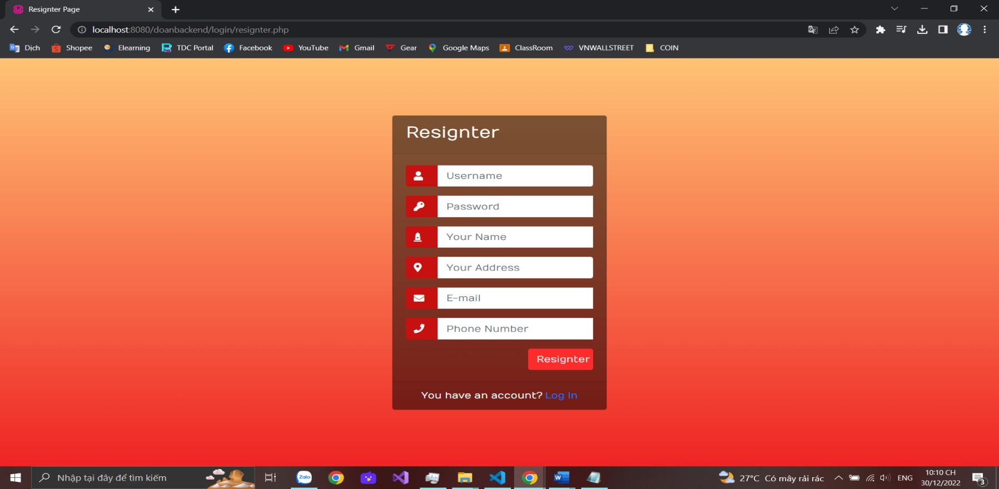 Resignter Page
localhost:8080/doanbackend/login/resignter.php
Dịch Shopee Elearning TDC Portal Facebook YouTube Gmail Gear Google Maps ClassRoom VNWALLSTREET COIN
Resignter
Username
Password
Your Name
Your Address
E-mail
Phone Number
Resignter
You have an account? Log In
Nhập tại đây để tìm kiếm
Zalo
27°C Có mây rải rác
ENG
10:10 CH
30/12/2022
3